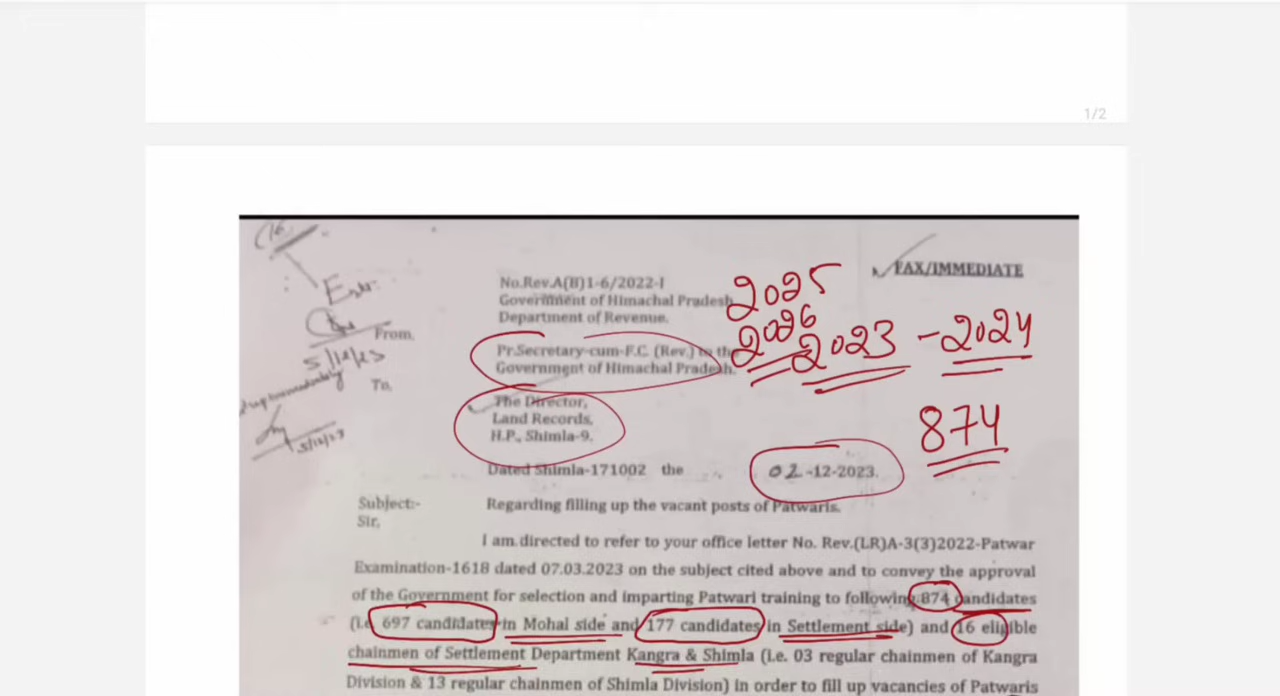 1/2
FAX/IMMEDIATE
No.Rev.A(B)1-6/2022-I
Government of Himachal Pradesh
Department of Revenue.
2025
2026
2023 - 2024
874
From,
Pr.Secretary-cum-F.C. (Rev.) to the
Government of Himachal Pradesh.
5/12/23
To,
The Director,
Land Records,
H.P., Shimla-9.
5/12/23
Dated Shimla-171002 the 02-12-2023.
Subject:- Regarding filling up the vacant posts of Patwaris.
Sir,
I am directed to refer to your office letter No. Rev.(LR)A-3(3)2022-Patwar
Examination-1618 dated 07.03.2023 on the subject cited above and to convey the approval
of the Government for selection and imparting Patwari training to following 874 candidates
(i.e. 697 candidates in Mohal side and 177 candidates in Settlement side) and 16 eligible
chainmen of Settlement Department Kangra & Shimla (i.e. 03 regular chainmen of Kangra
Division & 13 regular chainmen of Shimla Division) in order to fill up vacancies of Patwaris